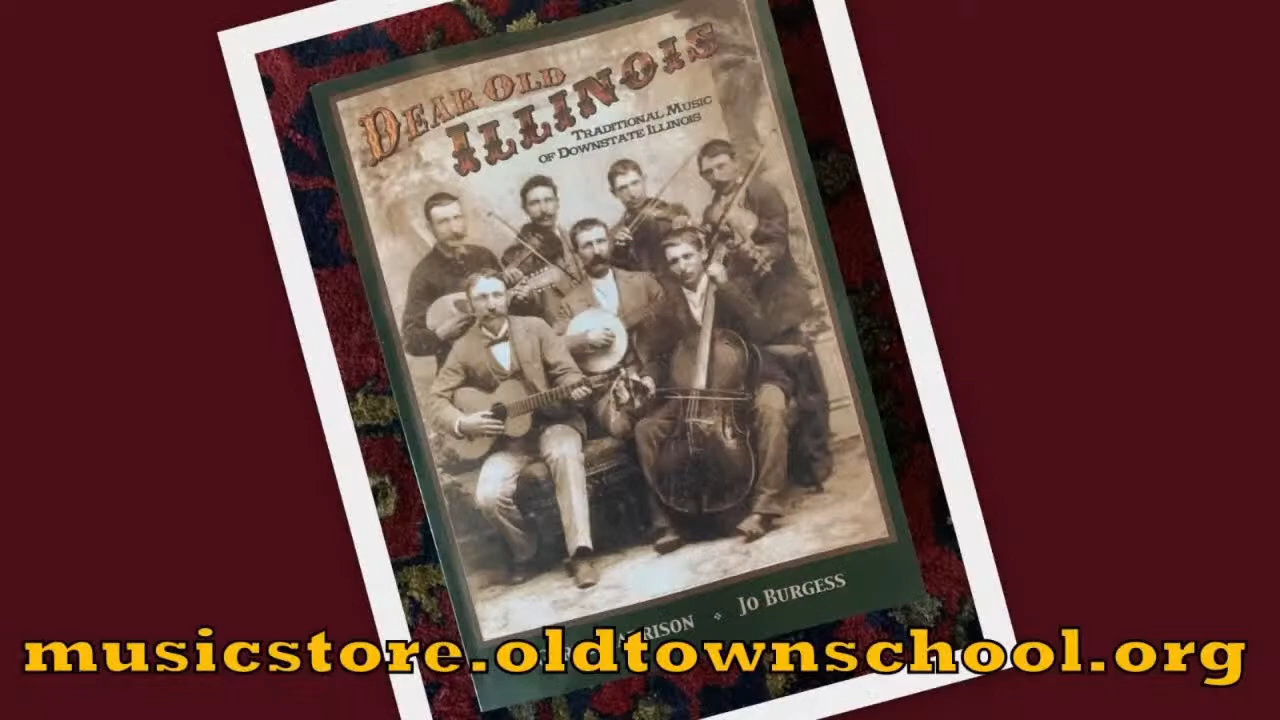 DEAR OLD
ILLINOIS
TRADITIONAL MUSIC
OF DOWNSTATE ILLINOIS
JO BURGESS
musicstore.oldtownschool.org